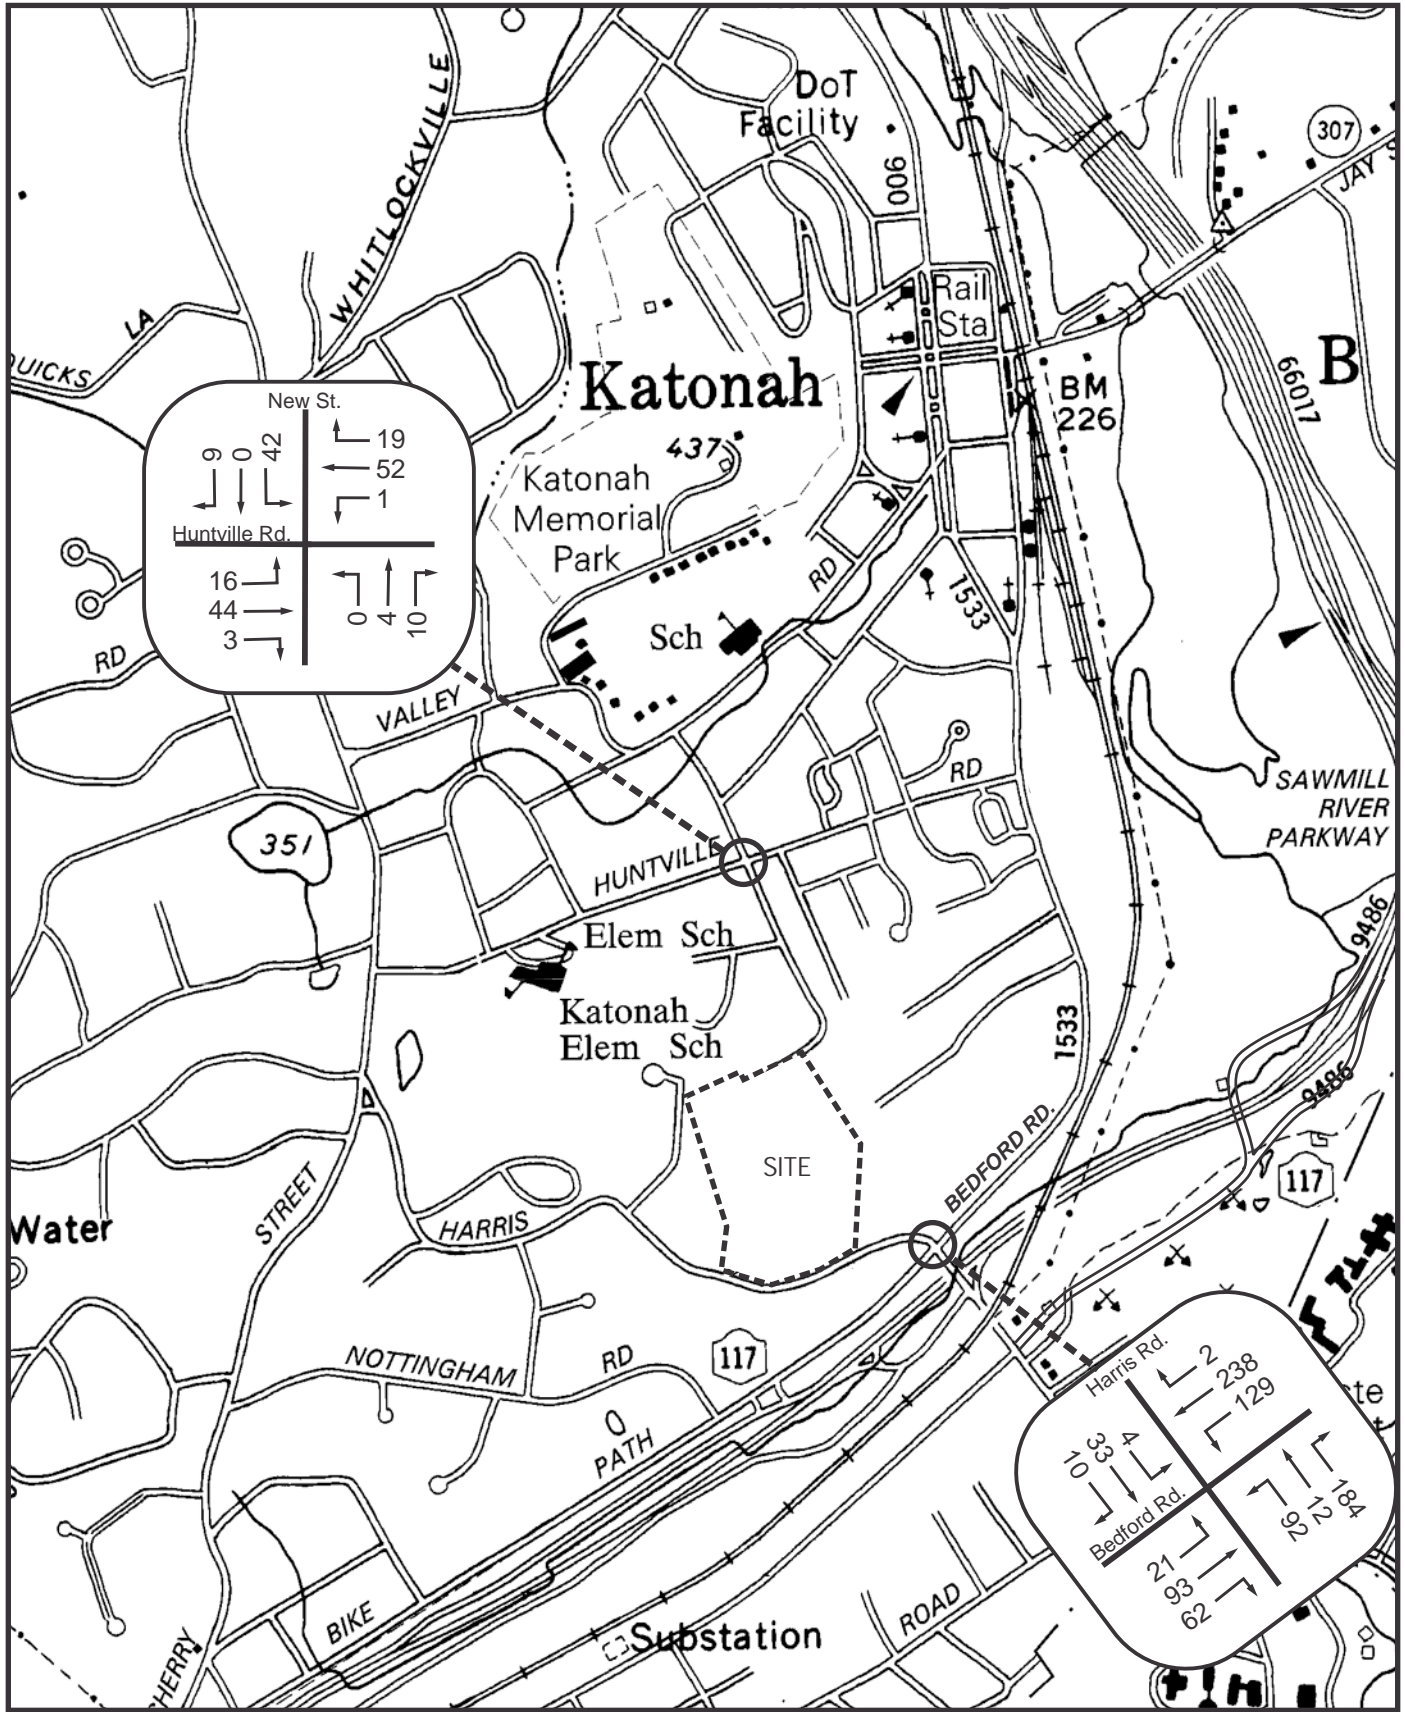 WHITLOCKVILLE
DoT
Facility
900
307
JAY S
LA
QUICKS
Rail
Sta
Katonah
B
66017
BM
226
437
Katonah
Memorial
Park
New St.
9
0
42
19
52
1
Huntville Rd.
16
44
3
0
4
10
RD
1533
Sch
RD
VALLEY
RD
SAWMILL
RIVER
PARKWAY
351
HUNTVILLE
Elem Sch
9486
Katonah
Elem Sch
1533
9486
BEDFORD RD.
SITE
117
STREET
HARRIS
Water
NOTTINGHAM
RD
117
Harris Rd.
2
238
129
ste
t
4
33
10
Bedford Rd.
184
12
92
21
93
62
PATH
BIKE
ROAD
Substation
SHERRY